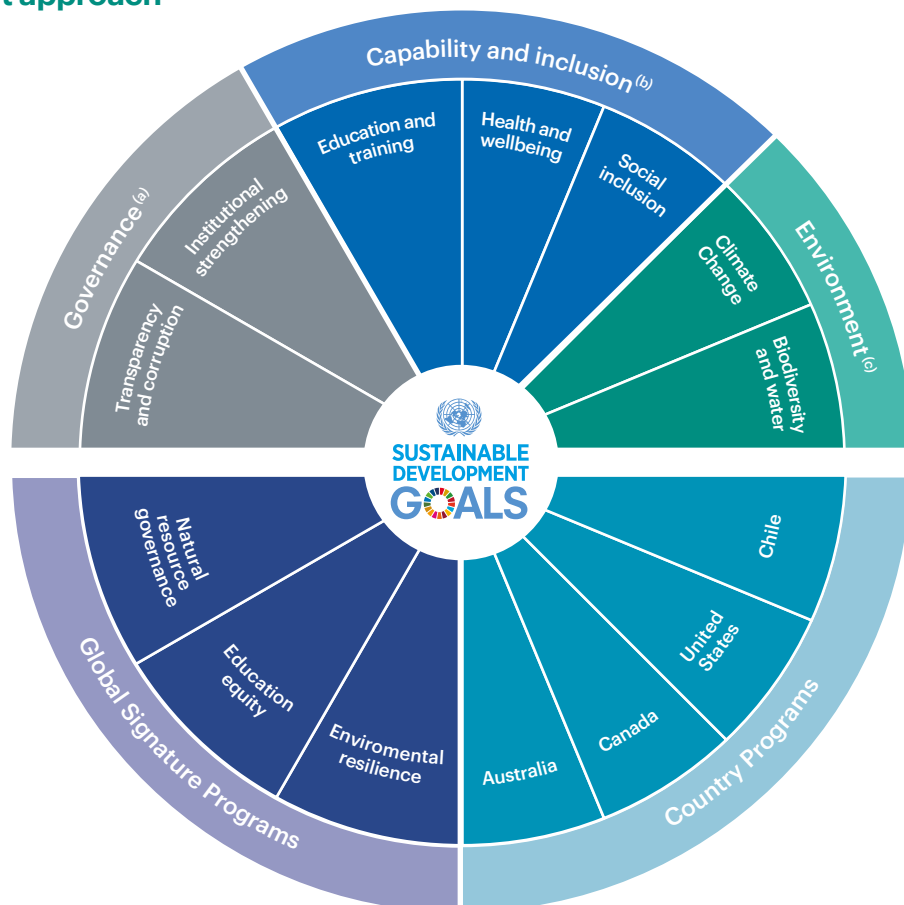 t approach
Capability and inclusion (b)
Education and
training
Health and
wellbeing
Social
inclusion
Governance (a)
Institutional
strengthening
Transparency
and corruption
Environment (c)
Climate
Change
Biodiversity
and water
SUSTAINABLE
DEVELOPMENT
GOALS
Global Signature Programs
Natural
resource
governance
Education
equity
Enviromental
resilience
Country Programs
Australia
Canada
United
States
Chile